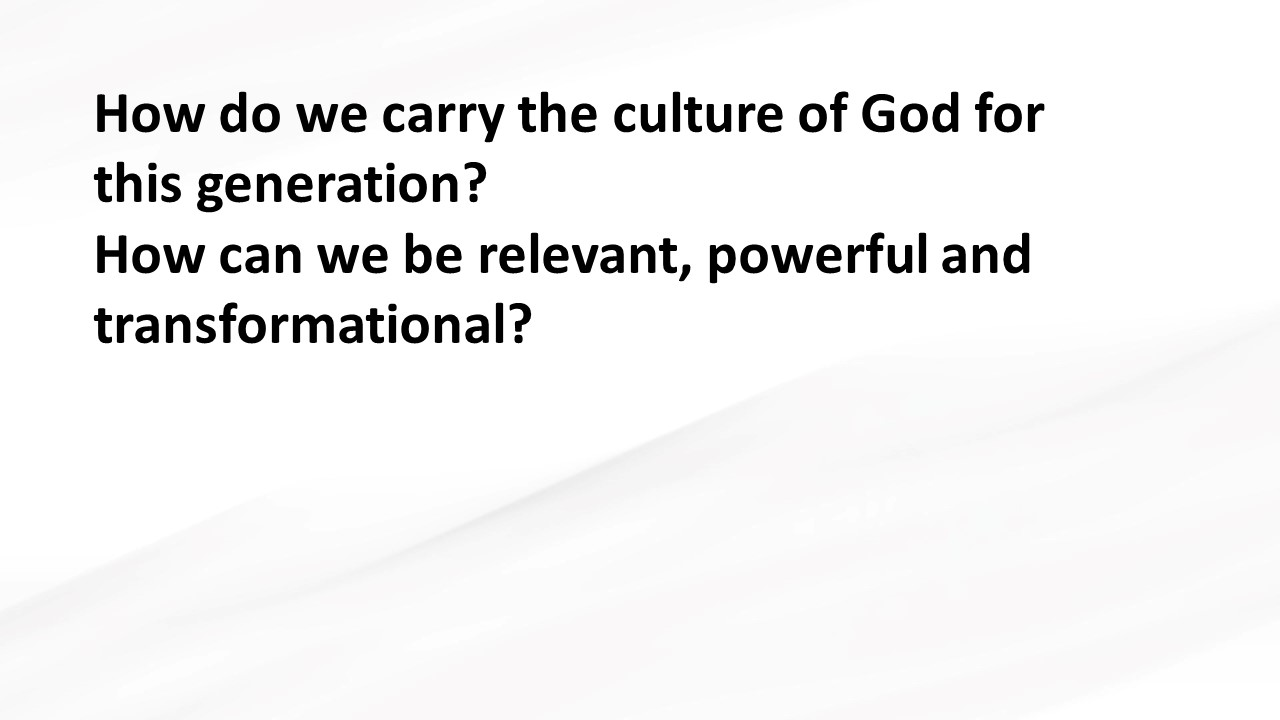 How do we carry the culture of God for
this generation?
How can we be relevant, powerful and
transformational?